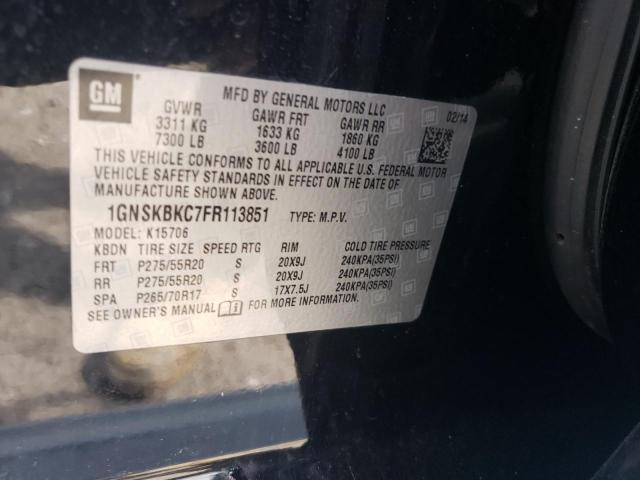 GM
MFD BY GENERAL MOTORS LLC
02/14
GVWR GAWR FRT GAWR RR
3311 KG 1633 KG 1860 KG
7300 LB 3600 LB 4100 LB
THIS VEHICLE CONFORMS TO ALL APPLICABLE U.S. FEDERAL MOTOR
VEHICLE SAFETY STANDARDS IN EFFECT ON THE DATE OF
MANUFACTURE SHOWN ABOVE.
1GNSKBKC7FR113851 TYPE: M.P.V.
MODEL: K15706
KBDN TIRE SIZE SPEED RTG RIM COLD TIRE PRESSURE
FRT P275/55R20 S 20X9J 240KPA(35PSI)
RR P275/55R20 S 20X9J 240KPA(35PSI)
SPA P265/70R17 S 17X7.5J 240KPA(35PSI)
SEE OWNER'S MANUAL FOR MORE INFORMATION.